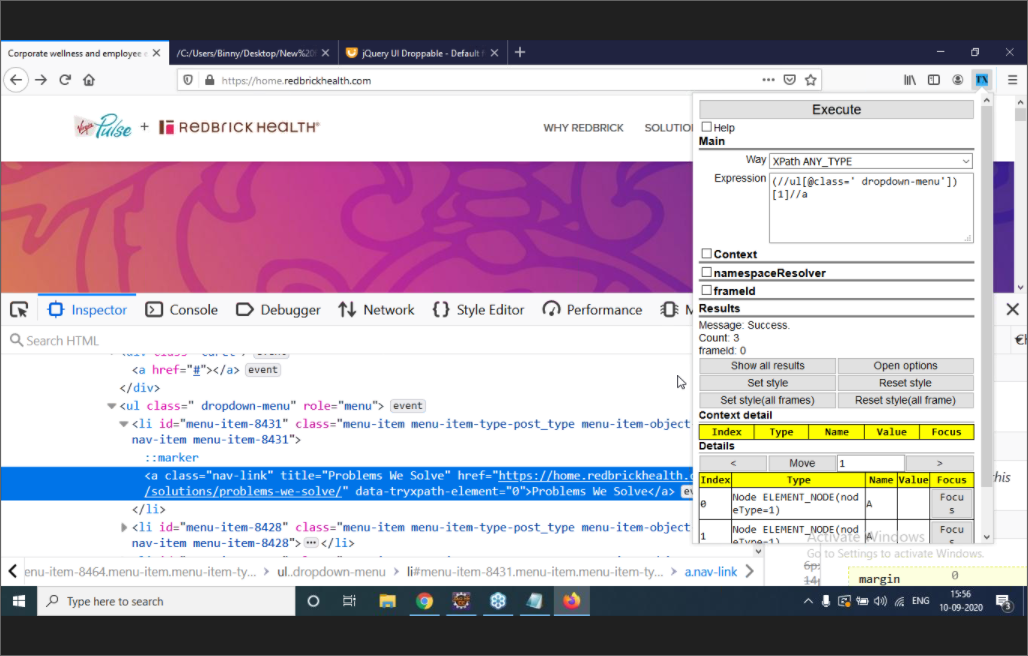 Corporate wellness and employee e
/C:/Users/Binny/Desktop/New%20
jQuery UI Droppable - Default f
https://home.redbrickhealth.com
TX
Virgin Pulse + REDBRICK HEALTH®
WHY REDBRICK
SOLUTIO
Execute
Help
Main
Way XPath ANY_TYPE
Expression (//ul[@class=' dropdown-menu'])
[1]//a
Context
namespaceResolver
frameId
Results
Message: Success.
Count: 3
frameId: 0
Show all results Open options
Set style Reset style
Set style(all frames) Reset style(all frame)
Context detail
Index Type Name Value Focus
Details
< Move 1 >
Index Type Name Value Focus
0 Node ELEMENT_NODE(nod
eType=1) A Focu
s
1 Node ELEMENT_NODE(nod
eType=1) A Focu
s
Inspector Console Debugger Network Style Editor Performance M
Search HTML
<a href="#"></a> event
</div>
<ul class=" dropdown-menu" role="menu"> event
<li id="menu-item-8431" class="menu-item menu-item-type-post_type menu-item-object
nav-item menu-item-8431">
::marker
<a class="nav-link" title="Problems We Solve" href="https://home.redbrickhealth.c
/solutions/problems-we-solve/" data-tryxpath-element="0">Problems We Solve</a> ev
</li>
<li id="menu-item-8428" class="menu-item menu-item-type-post_type menu-item-object
nav-item menu-item-8428"> </li>
this
Activate Windows
Go to Settings to activate Windows.
6p:
14p
margin 0
enu-item-8464.menu-item.menu-item-ty... > ul..dropdown-menu > li#menu-item-8431.menu-item.menu-item-ty... > a.nav-link
Type here to search
ENG
15:56
10-09-2020
3